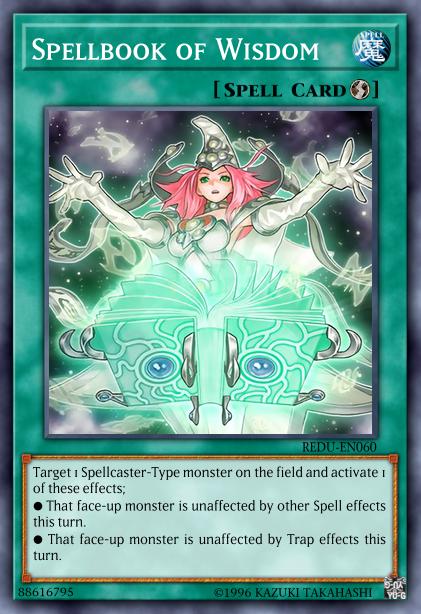 SPELLBOOK OF WISDOM
SPELL
魔
[SPELL CARD]
REDU-EN060
Target 1 Spellcaster-Type monster on the field and activate 1
of these effects;
● That face-up monster is unaffected by other Spell effects
this turn.
● That face-up monster is unaffected by Trap effects this
turn.
88616795
©1996 KAZUKI TAKAHASHI